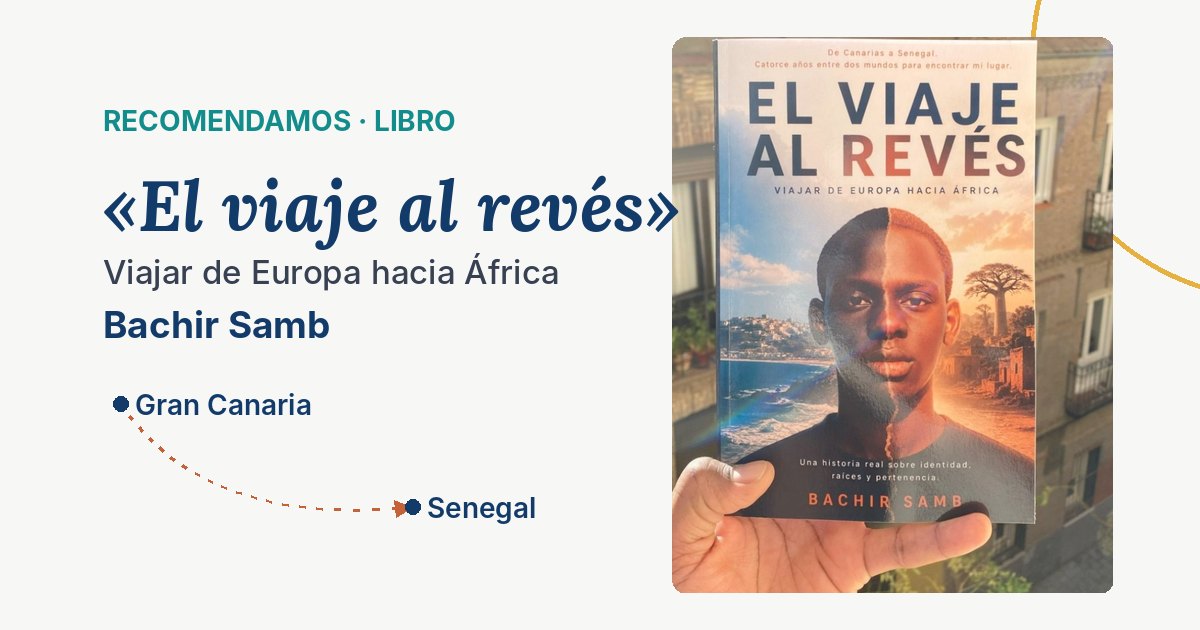 RECOMENDAMOS · LIBRO
«El viaje al revés»
Viajar de Europa hacia África
Bachir Samb
Gran Canaria
Senegal
De Canarias a Senegal.
Catorce años entre dos mundos para encontrar mi lugar.
EL VIAJE
AL REVÉS
VIAJAR DE EUROPA HACIA ÁFRICA
Una historia real sobre identidad,
raíces y pertenencia.
BACHIR SAMB